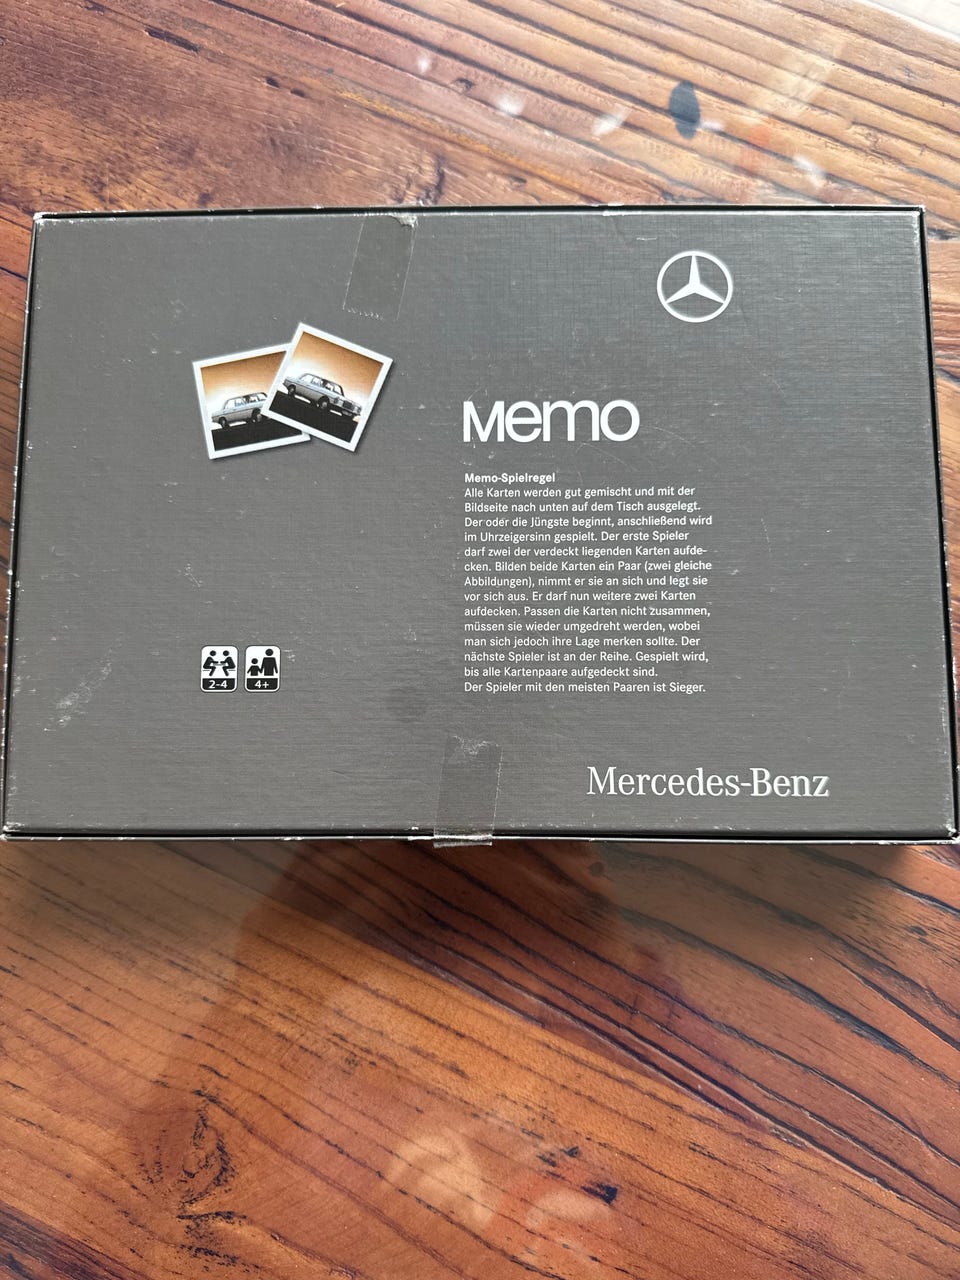 Memo
Memo-Spielregel
Alle Karten werden gut gemischt und mit der
Bildseite nach unten auf dem Tisch ausgelegt.
Der oder die Jüngste beginnt, anschließend wird
im Uhrzeigersinn gespielt. Der erste Spieler
darf zwei der verdeckt liegenden Karten aufde-
cken. Bilden beide Karten ein Paar (zwei gleiche
Abbildungen), nimmt er sie an sich und legt sie
vor sich aus. Er darf nun weitere zwei Karten
aufdecken. Passen die Karten nicht zusammen,
müssen sie wieder umgedreht werden, wobei
man sich jedoch ihre Lage merken sollte. Der
nächste Spieler ist an der Reihe. Gespielt wird,
bis alle Kartenpaare aufgedeckt sind.
Der Spieler mit den meisten Paaren ist Sieger.
2-4
4+
Mercedes-Benz